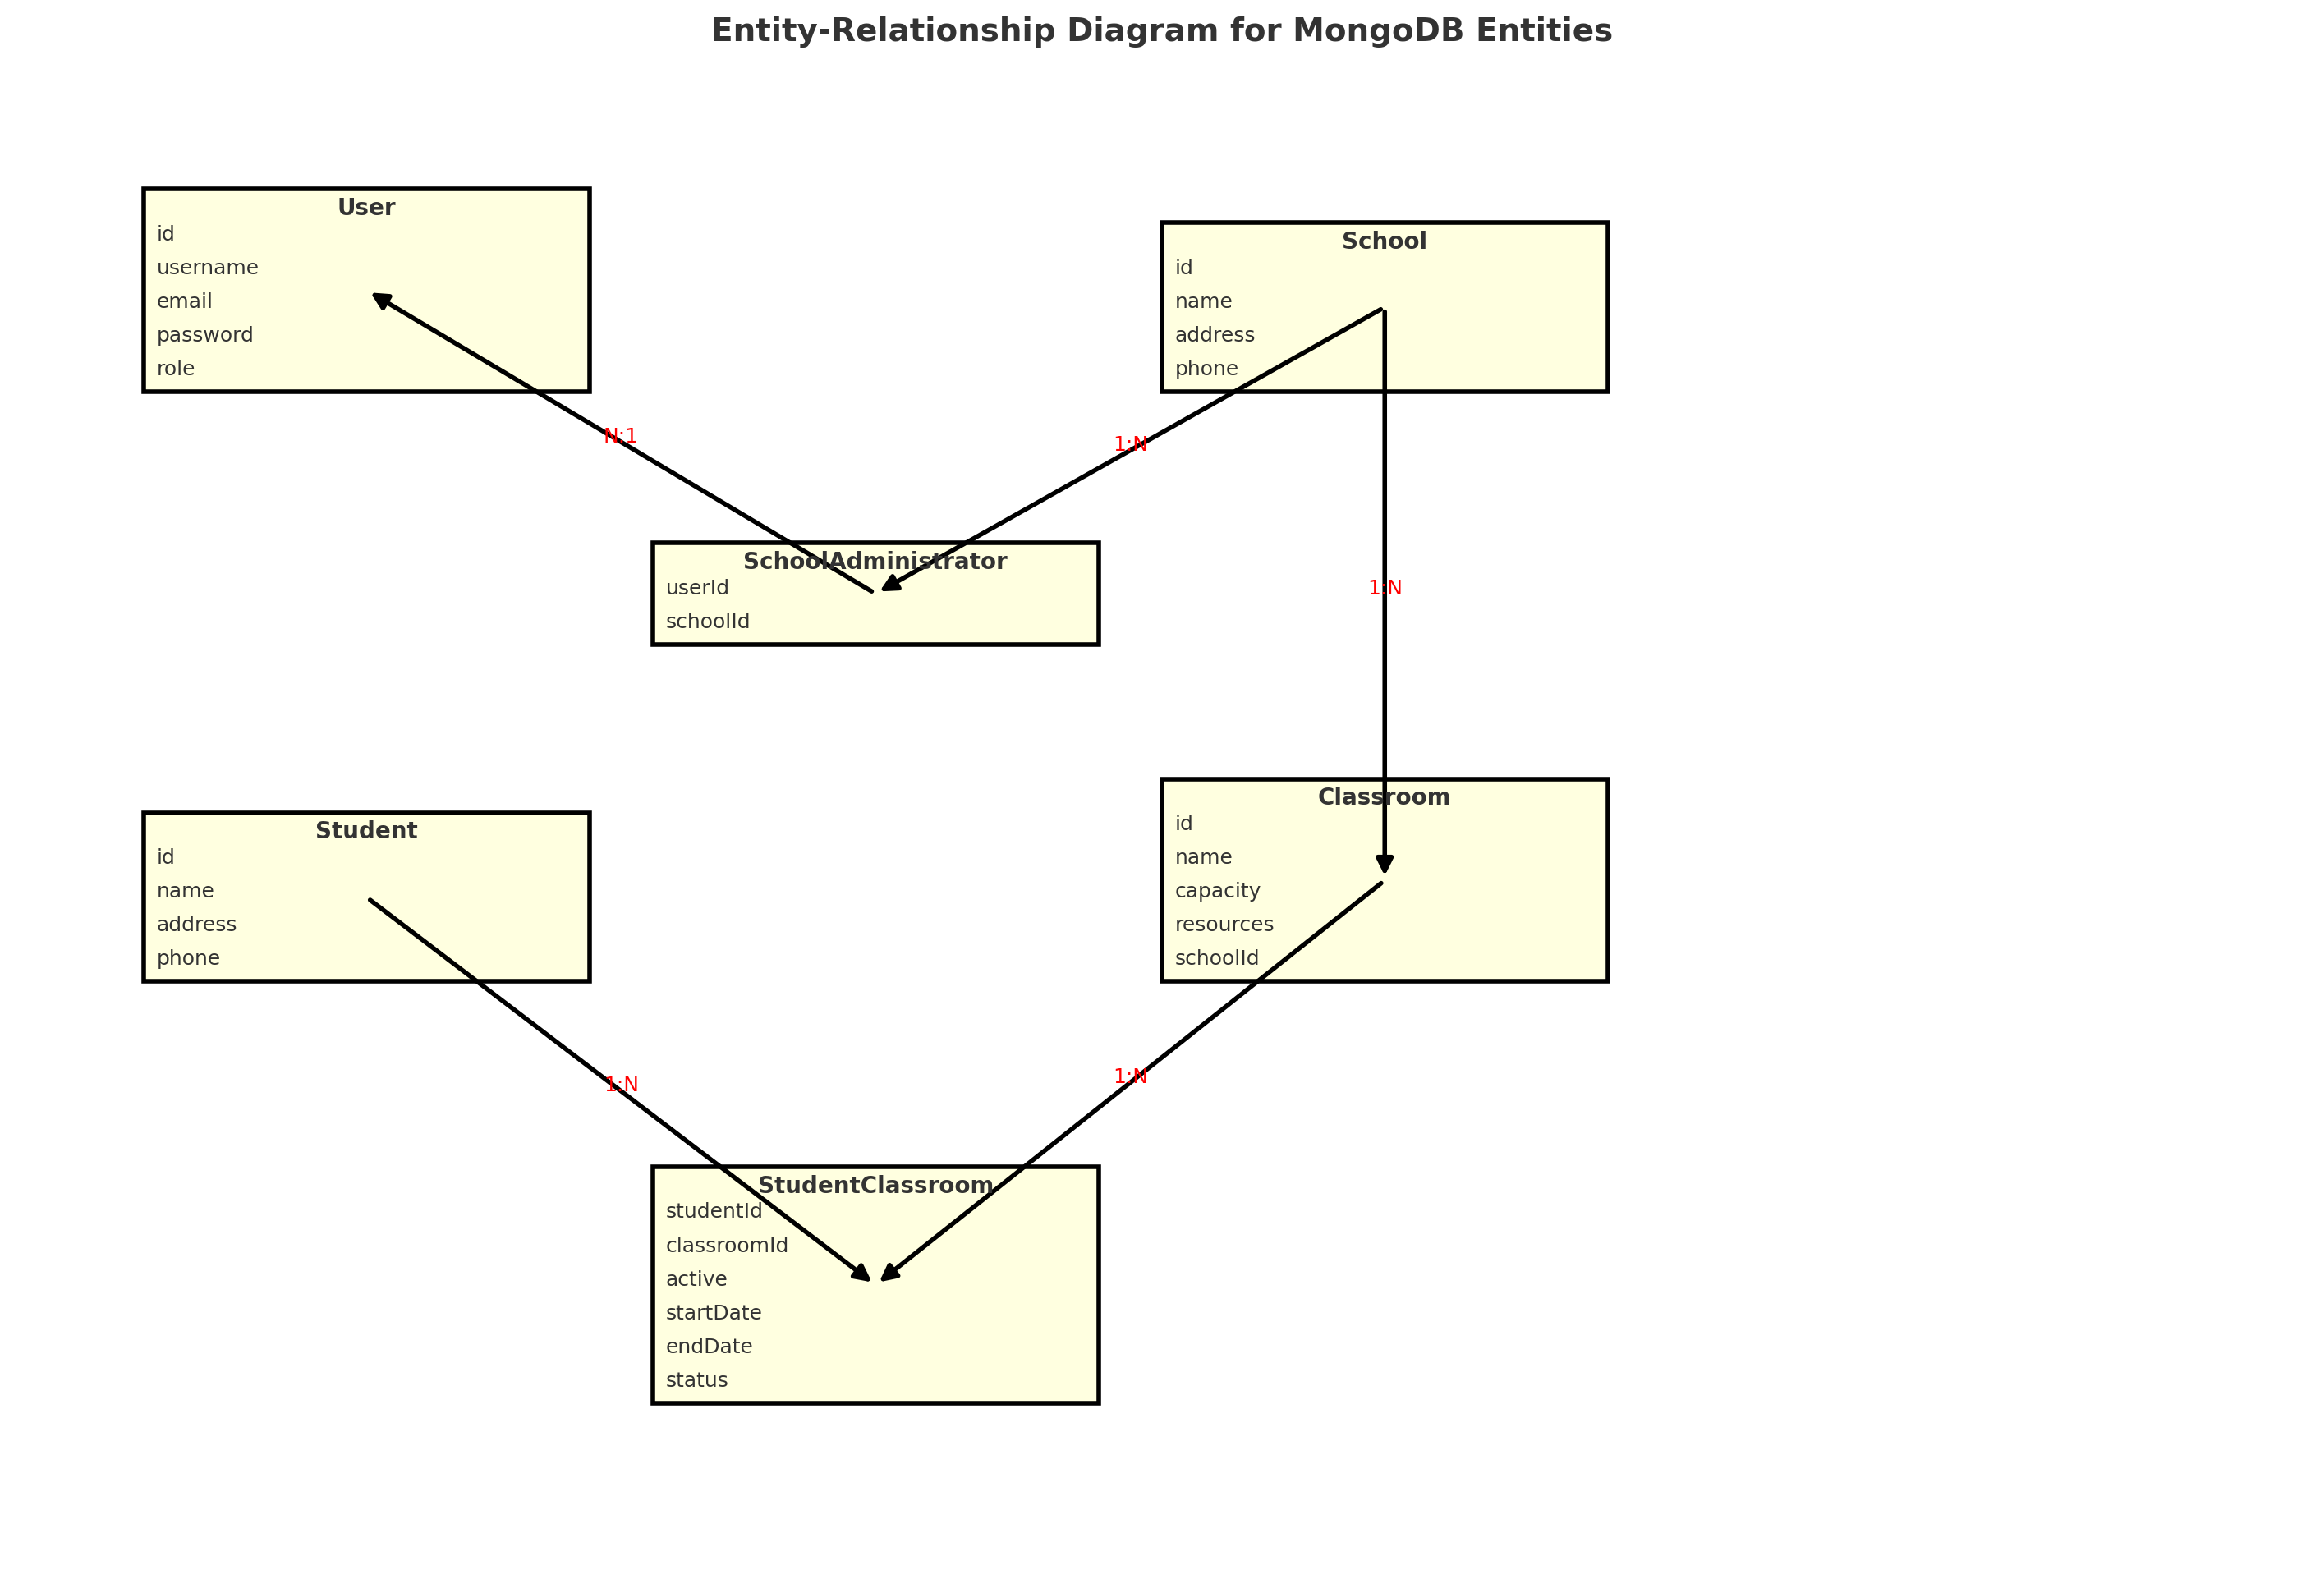 Entity-Relationship Diagram for MongoDB Entities
User
id
username
email
password
role
School
id
name
address
phone
N:1
1:N
SchoolAdministrator
userId
schoolId
1:N
Student
id
name
address
phone
Classroom
id
name
capacity
resources
schoolId
1:N
1:N
StudentClassroom
studentId
classroomId
active
startDate
endDate
status